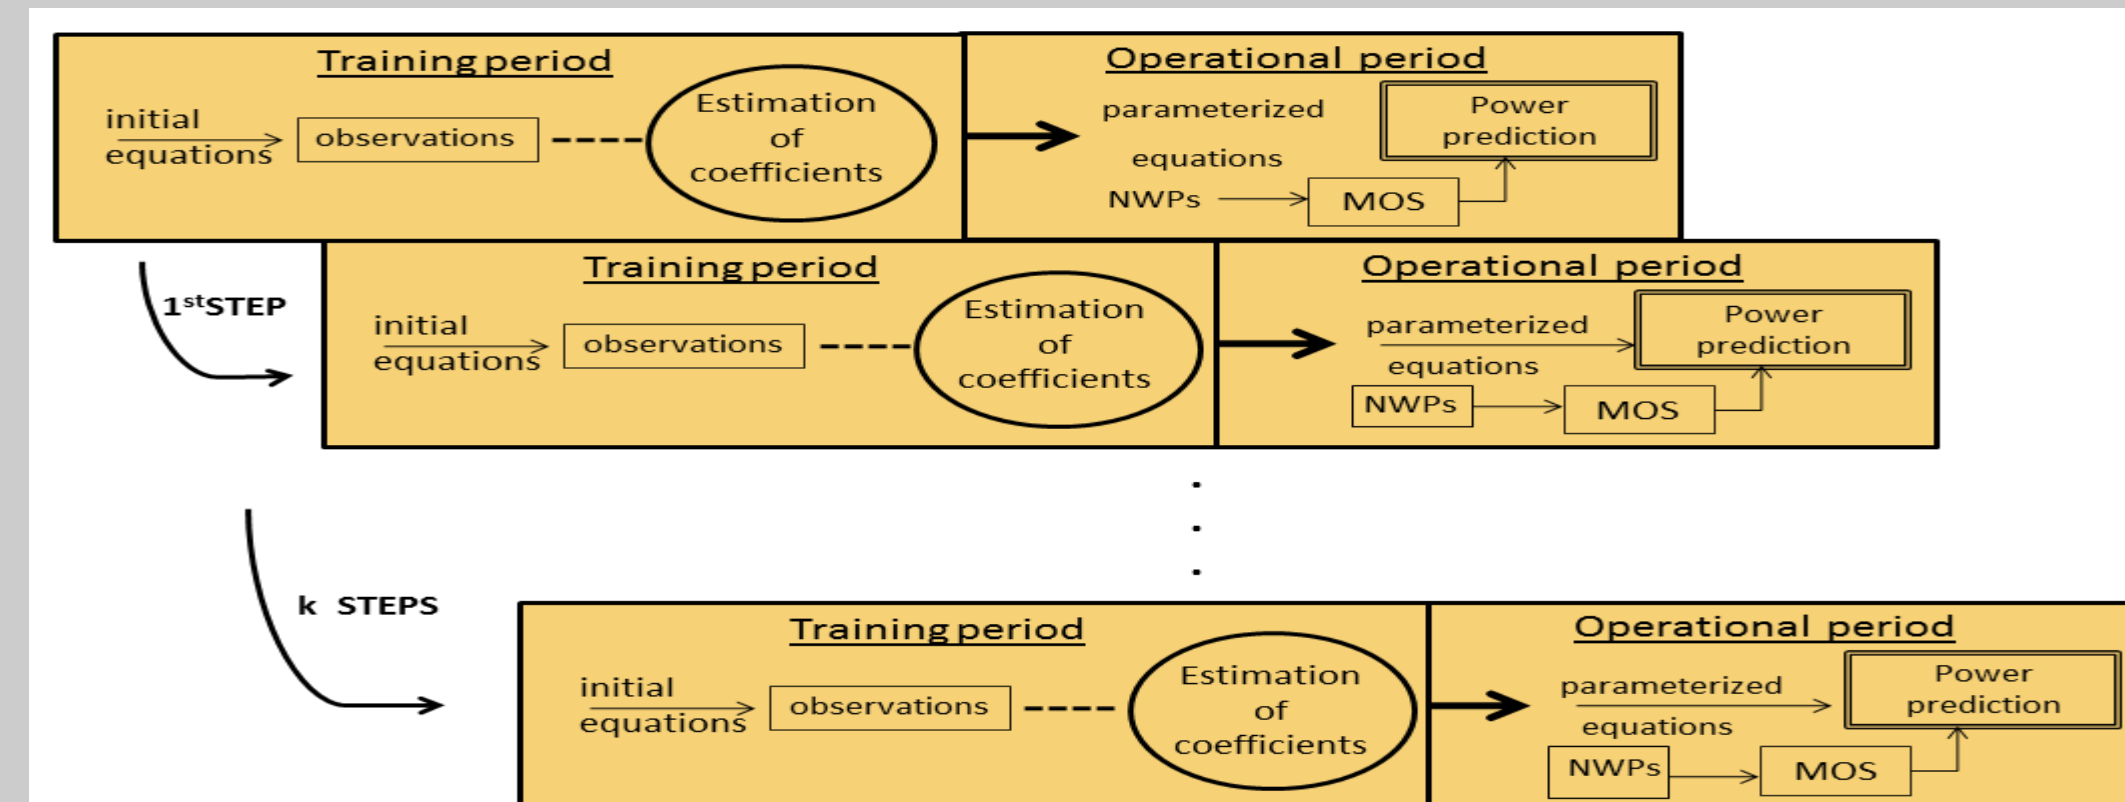 Training period
initial
equations
observations
Estimation
of
coefficients
Operational period
parameterized
equations
NWPs
MOS
Power
prediction
1stSTEP
Training period
initial
equations
observations
Estimation
of
coefficients
Operational period
parameterized
equations
NWPs
MOS
Power
prediction
k STEPS
Training period
initial
equations
observations
Estimation
of
coefficients
Operational period
parameterized
equations
NWPs
MOS
Power
prediction